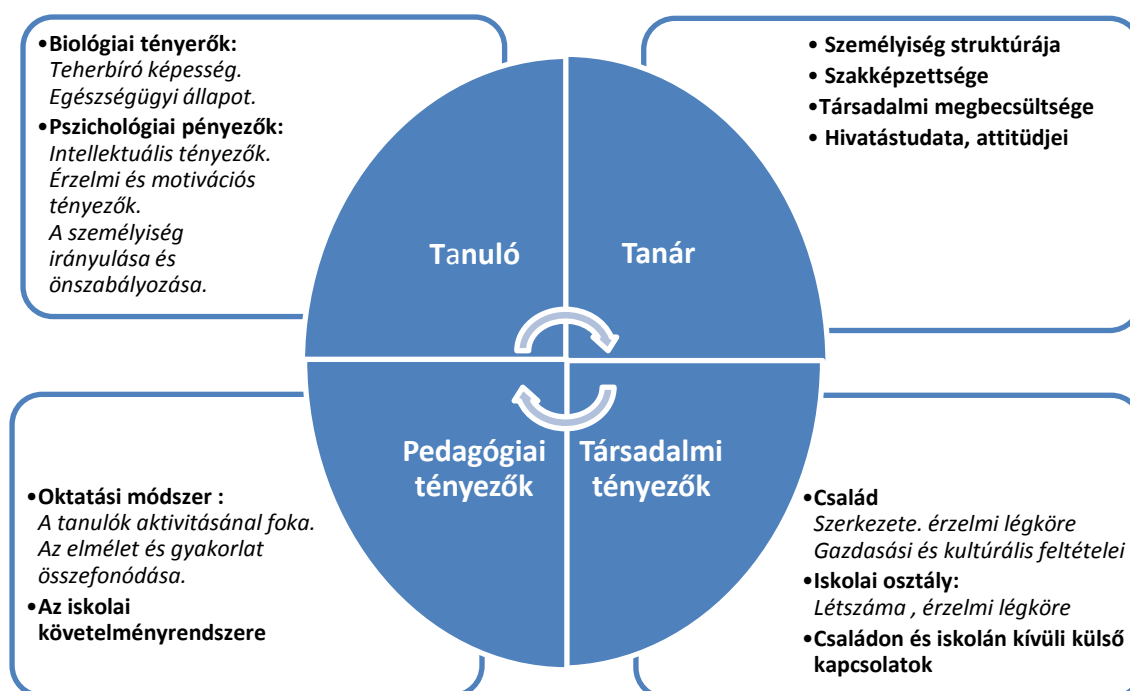 •Biológiai tényerők:
Teherbíró képesség.
Egészségügyi állapot.
•Pszichológiai pényezők:
Intellektuális tényezők.
Érzelmi és motivációs
tényezők.
A személyiség
irányulása és
önszabályozása.
• Személyiség struktúrája
• Szakképzettsége
•Társadalmi megbecsültsége
• Hivatástudata, attitűdjei
Tanuló
Tanár
Pedagógiai
tényezők
Társadalmi
tényezők
•Oktatási módszer :
A tanulók aktivitásánal foka.
Az elmélet és gyakorlat
összefonódása.
•Az iskolai
követelményrendszere
•Család
Szerkezete. érzelmi légköre
Gazdasási és kultúrális feltételei
•Iskolai osztály:
Létszáma , érzelmi légköre
•Családon és iskolán kívüli külső
kapcsolatok